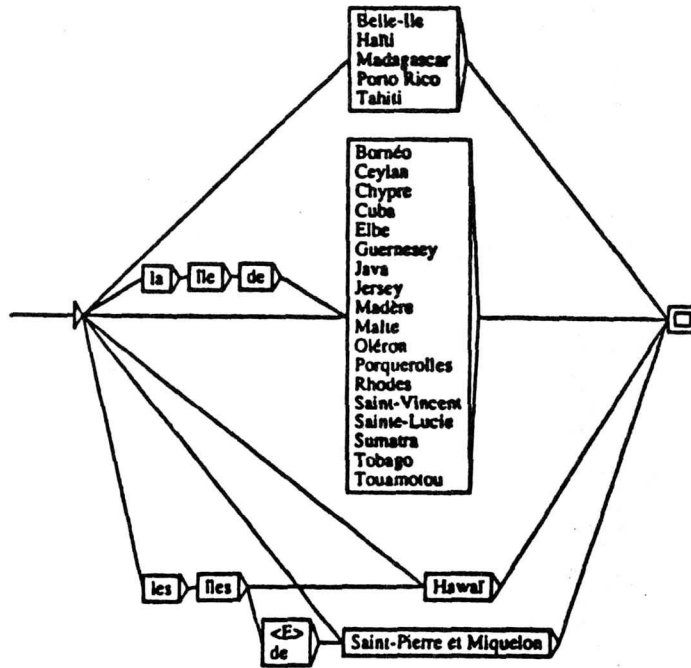 Belle-Ile
Haïti
Madagascar
Porto Rico
Tahiti
Bornéo
Ceylan
Chypre
Cuba
Elbe
Guernesey
Java
Jersey
Madère
Malte
Oléron
Porquerolles
Rhodes
Saint-Vincent
Sainte-Lucie
Sumatra
Tobago
Touamotou
la île de
les îles Hawaï
<E>
de
Saint-Pierre et Miquelon